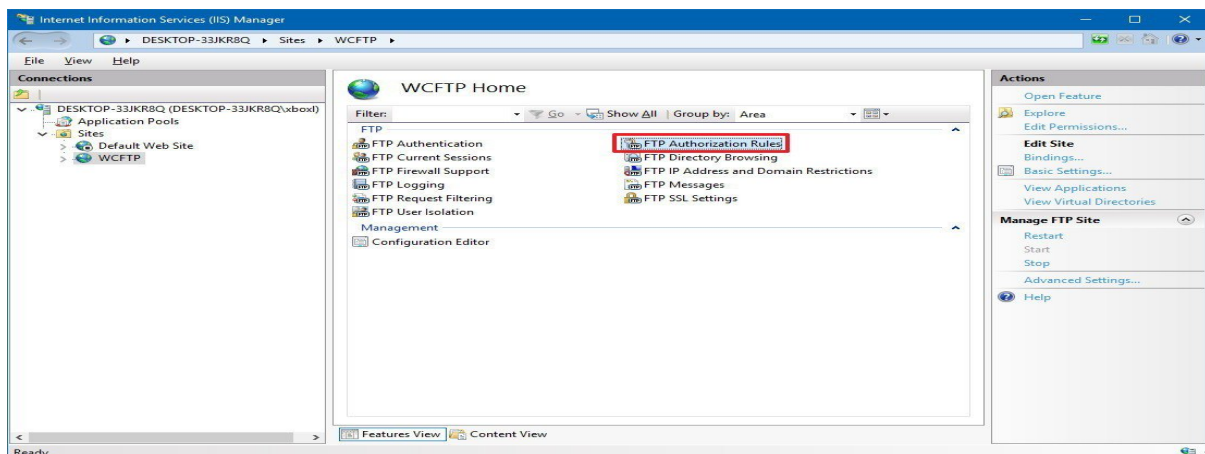 Internet Information Services (IIS) Manager
DESKTOP-33JKR8Q ▸ Sites ▸ WCFTP ▸
File View Help
Connections
DESKTOP-33JKR8Q (DESKTOP-33JKR8Q\xboxl)
Application Pools
Sites
Default Web Site
WCFTP
WCFTP Home
Filter: Go Show All Group by: Area
FTP
FTP Authentication
FTP Authorization Rules
FTP Current Sessions
FTP Directory Browsing
FTP Firewall Support
FTP IP Address and Domain Restrictions
FTP Logging
FTP Messages
FTP Request Filtering
FTP SSL Settings
FTP User Isolation
Management
Configuration Editor
Features View Content View
Actions
Open Feature
Explore
Edit Permissions...
Edit Site
Bindings...
Basic Settings...
View Applications
View Virtual Directories
Manage FTP Site
Restart
Start
Stop
Advanced Settings...
Help
Ready